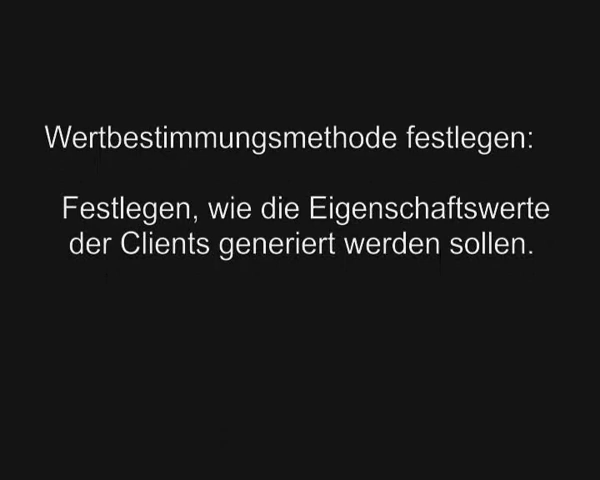 Wertbestimmungsmethode festlegen:
Festlegen, wie die Eigenschaftswerte
der Clients generiert werden sollen.